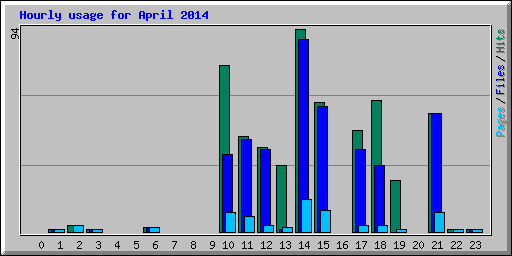 Hourly usage for April 2014
94
Pages/Files/Hits
0 1 2 3 4 5 6 7 8 9 10 11 12 13 14 15 16 17 18 19 20 21 22 23